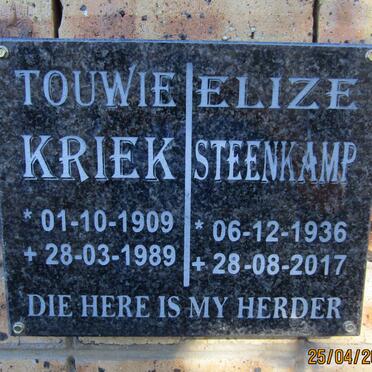 TOUWIE
KRIEK
* 01-10-1909
+ 28-03-1989
ELIZE
STEENKAMP
* 06-12-1936
+ 28-08-2017
DIE HERE IS MY HERDER